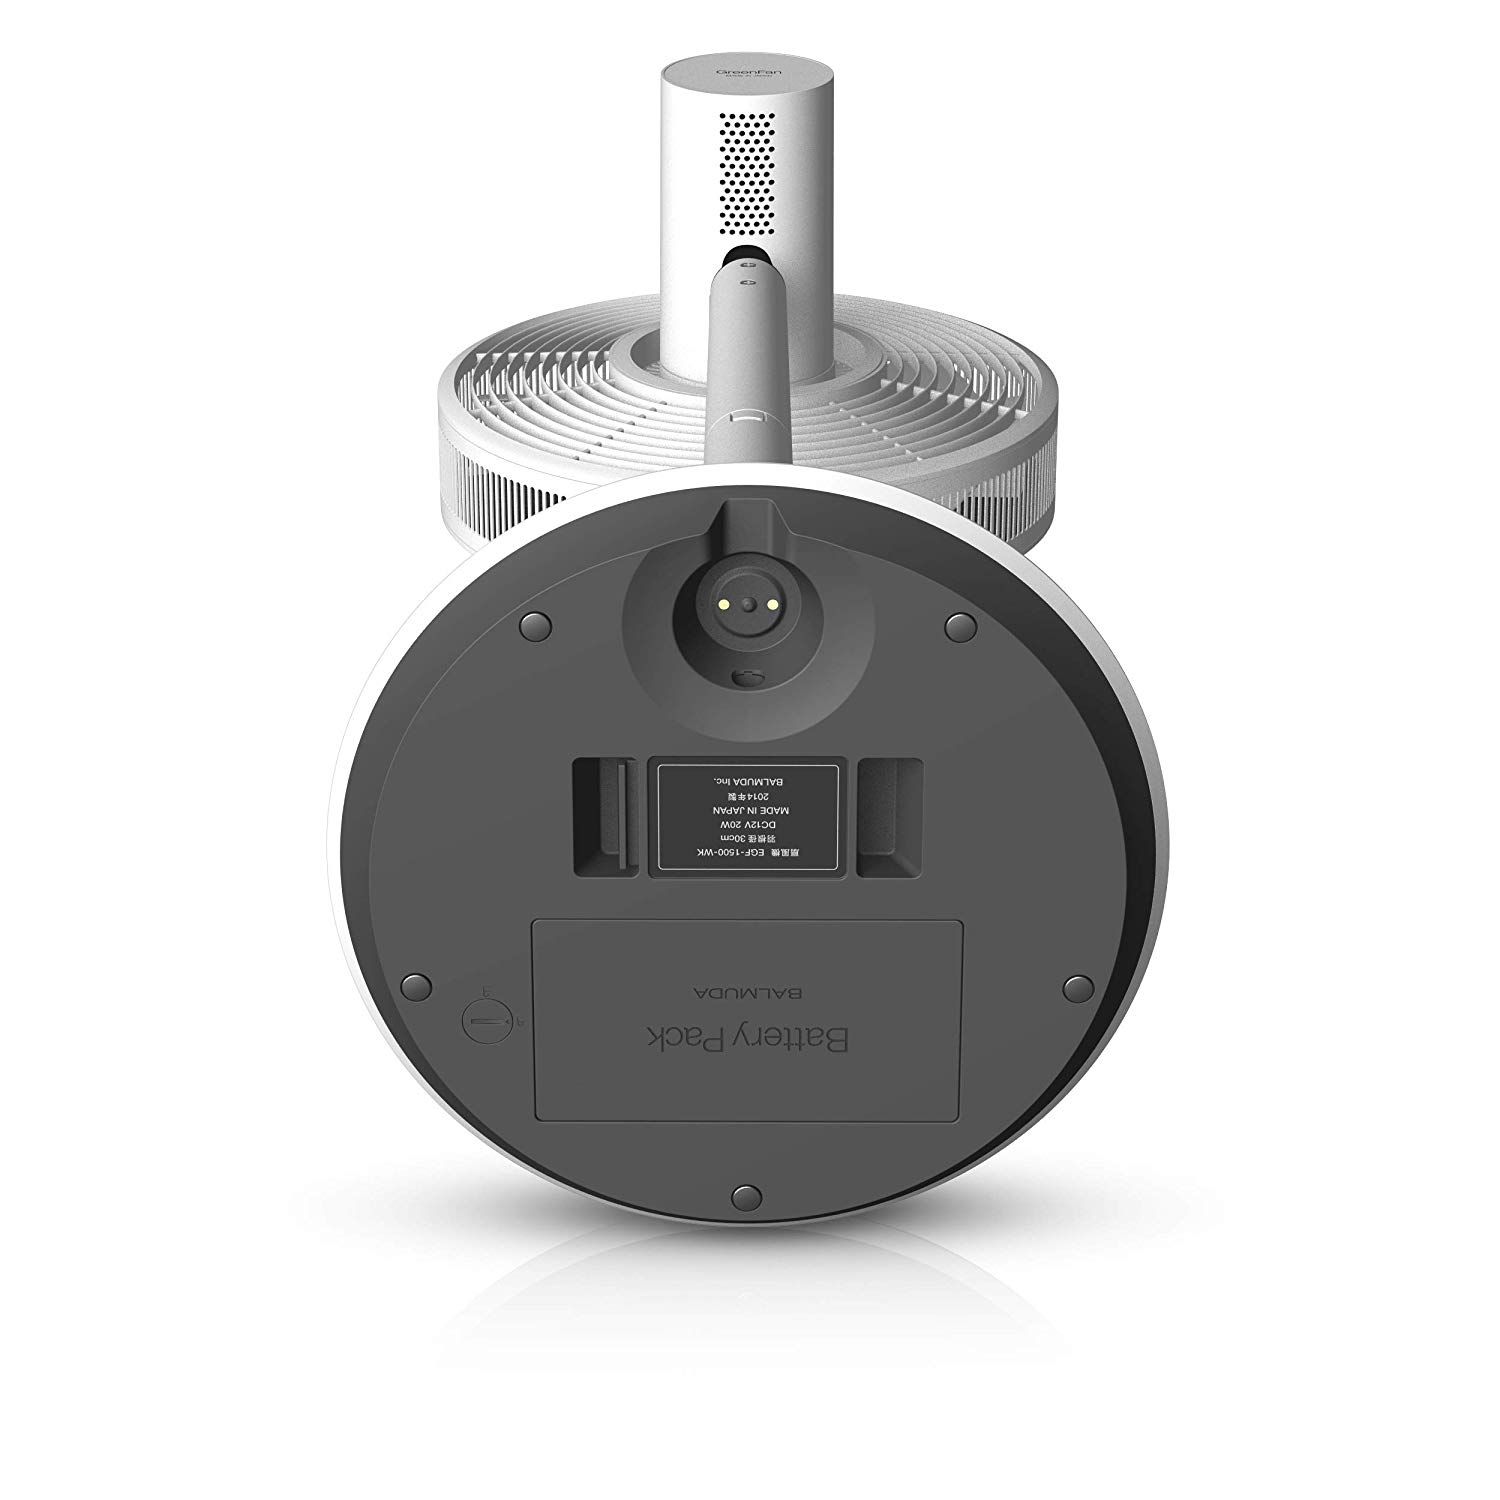 GreenFan
扇風機 EGF-1500-WK
羽根径 30cm
DC12V 20W
MADE IN JAPAN
2014年製
BALMUDA Inc.
Battery Pack
BALMUDA